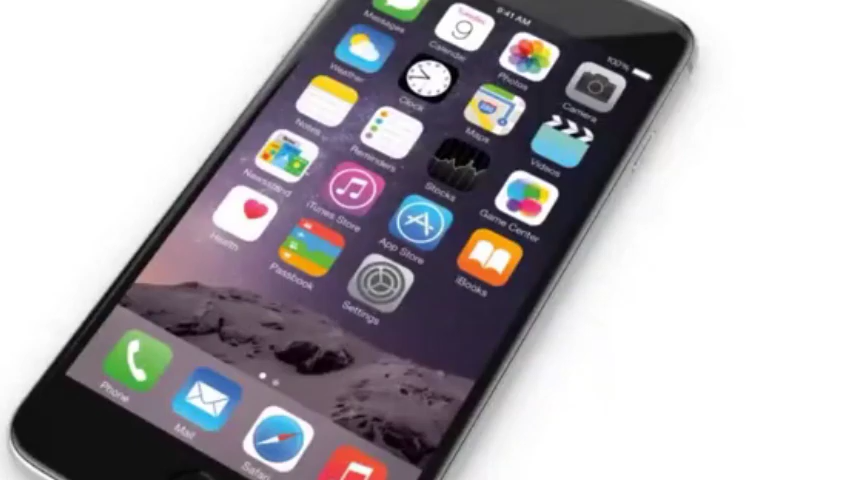 9:41 AM
100%
Messages
Tuesday
9
Calendar
Photos
Camera
Weather
Clock
Maps
Videos
Notes
Reminders
Stocks
Game Center
Newsstand
iTunes Store
App Store
iBooks
Health
Passbook
Settings
Phone
Mail
Safari